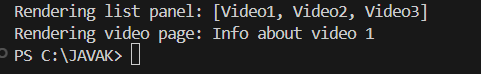 Rendering list panel: [Video1, Video2, Video3]
Rendering video page: Info about video 1
PS C:\JAVAK>